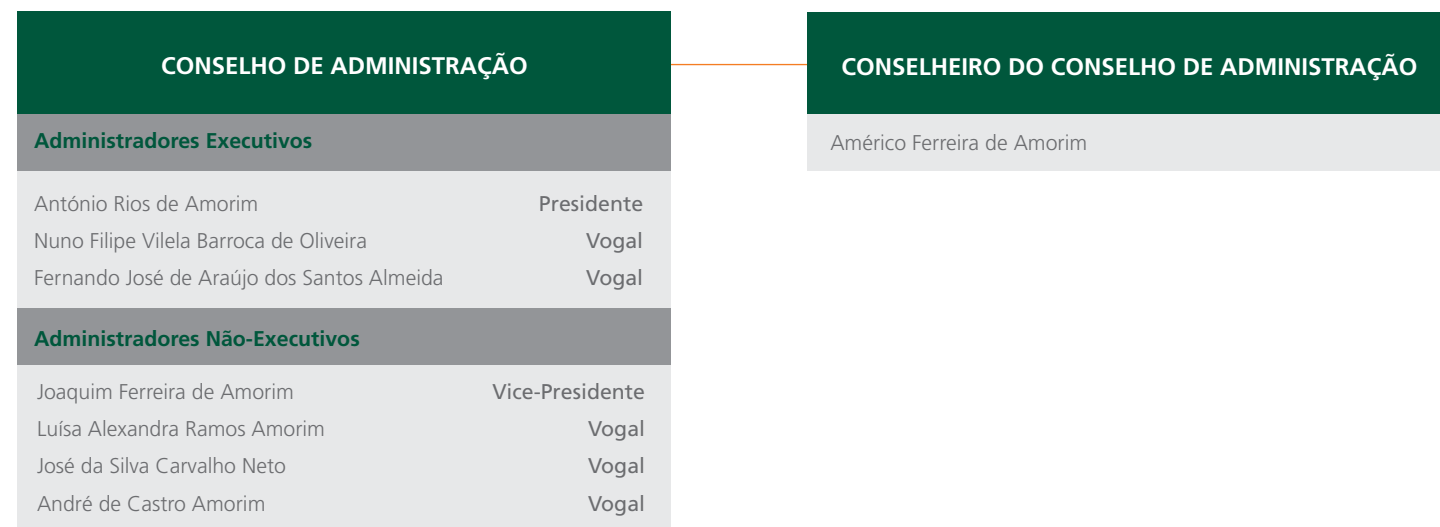 CONSELHO DE ADMINISTRAÇÃO
Administradores Executivos
António Rios de Amorim Presidente
Nuno Filipe Vilela Barroca de Oliveira Vogal
Fernando José de Araújo dos Santos Almeida Vogal
Administradores Não-Executivos
Joaquim Ferreira de Amorim Vice-Presidente
Luísa Alexandra Ramos Amorim Vogal
José da Silva Carvalho Neto Vogal
André de Castro Amorim Vogal
CONSELHEIRO DO CONSELHO DE ADMINISTRAÇÃO
Américo Ferreira de Amorim